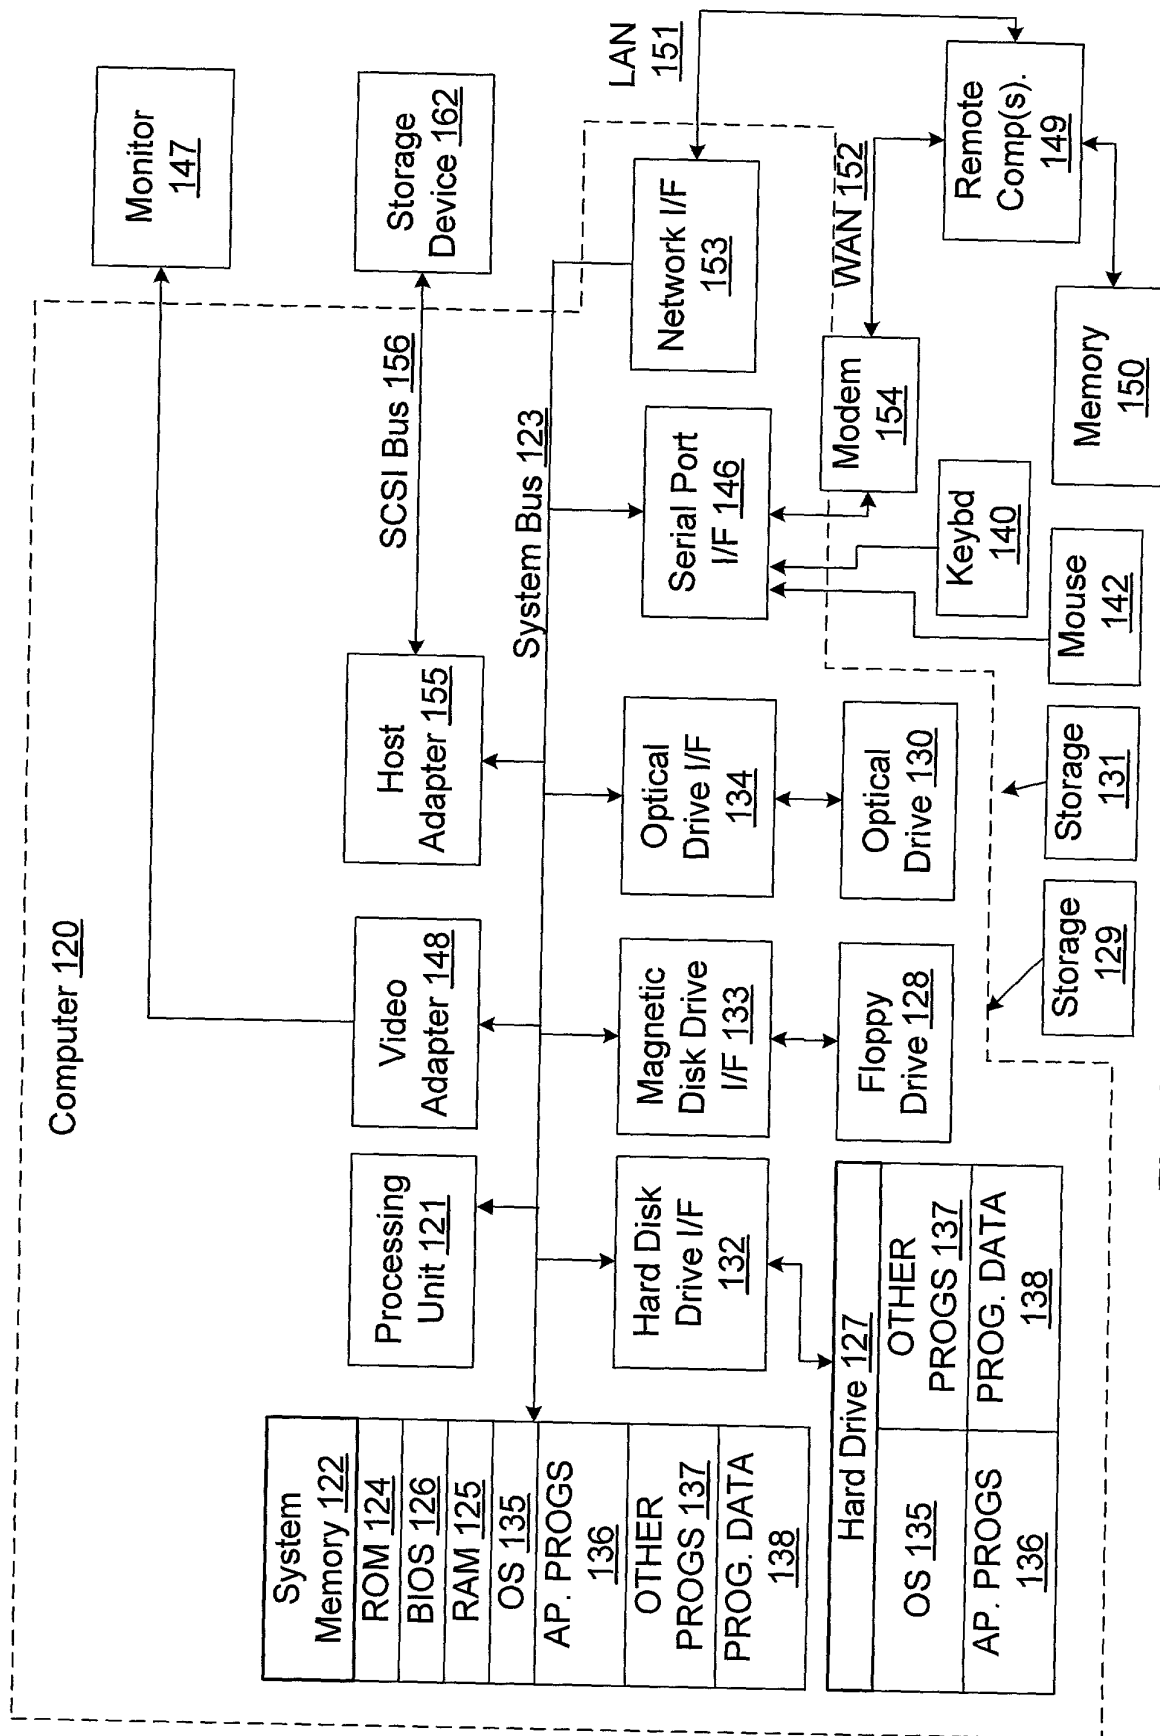 Computer 120
System
Memory 122
ROM 124
BIOS 126
RAM 125
OS 135
AP. PROGS
136
OTHER
PROGS 137
PROG. DATA
138
Processing
Unit 121
Video
Adapter 148
Host
Adapter 155
SCSI Bus 156
Monitor
147
Storage
Device 162
System Bus 123
Hard Disk
Drive I/F
132
Magnetic
Disk Drive
I/F 133
Optical
Drive I/F
134
Serial Port
I/F 146
Network I/F
153
LAN
151
Hard Drive 127
OS 135
OTHER
PROGS 137
AP. PROGS
136
PROG. DATA
138
Floppy
Drive 128
Optical
Drive 130
Modem
154
WAN 152
Remote
Comp(s).
149
Storage
129
Storage
131
Mouse
142
Keybd
140
Memory
150